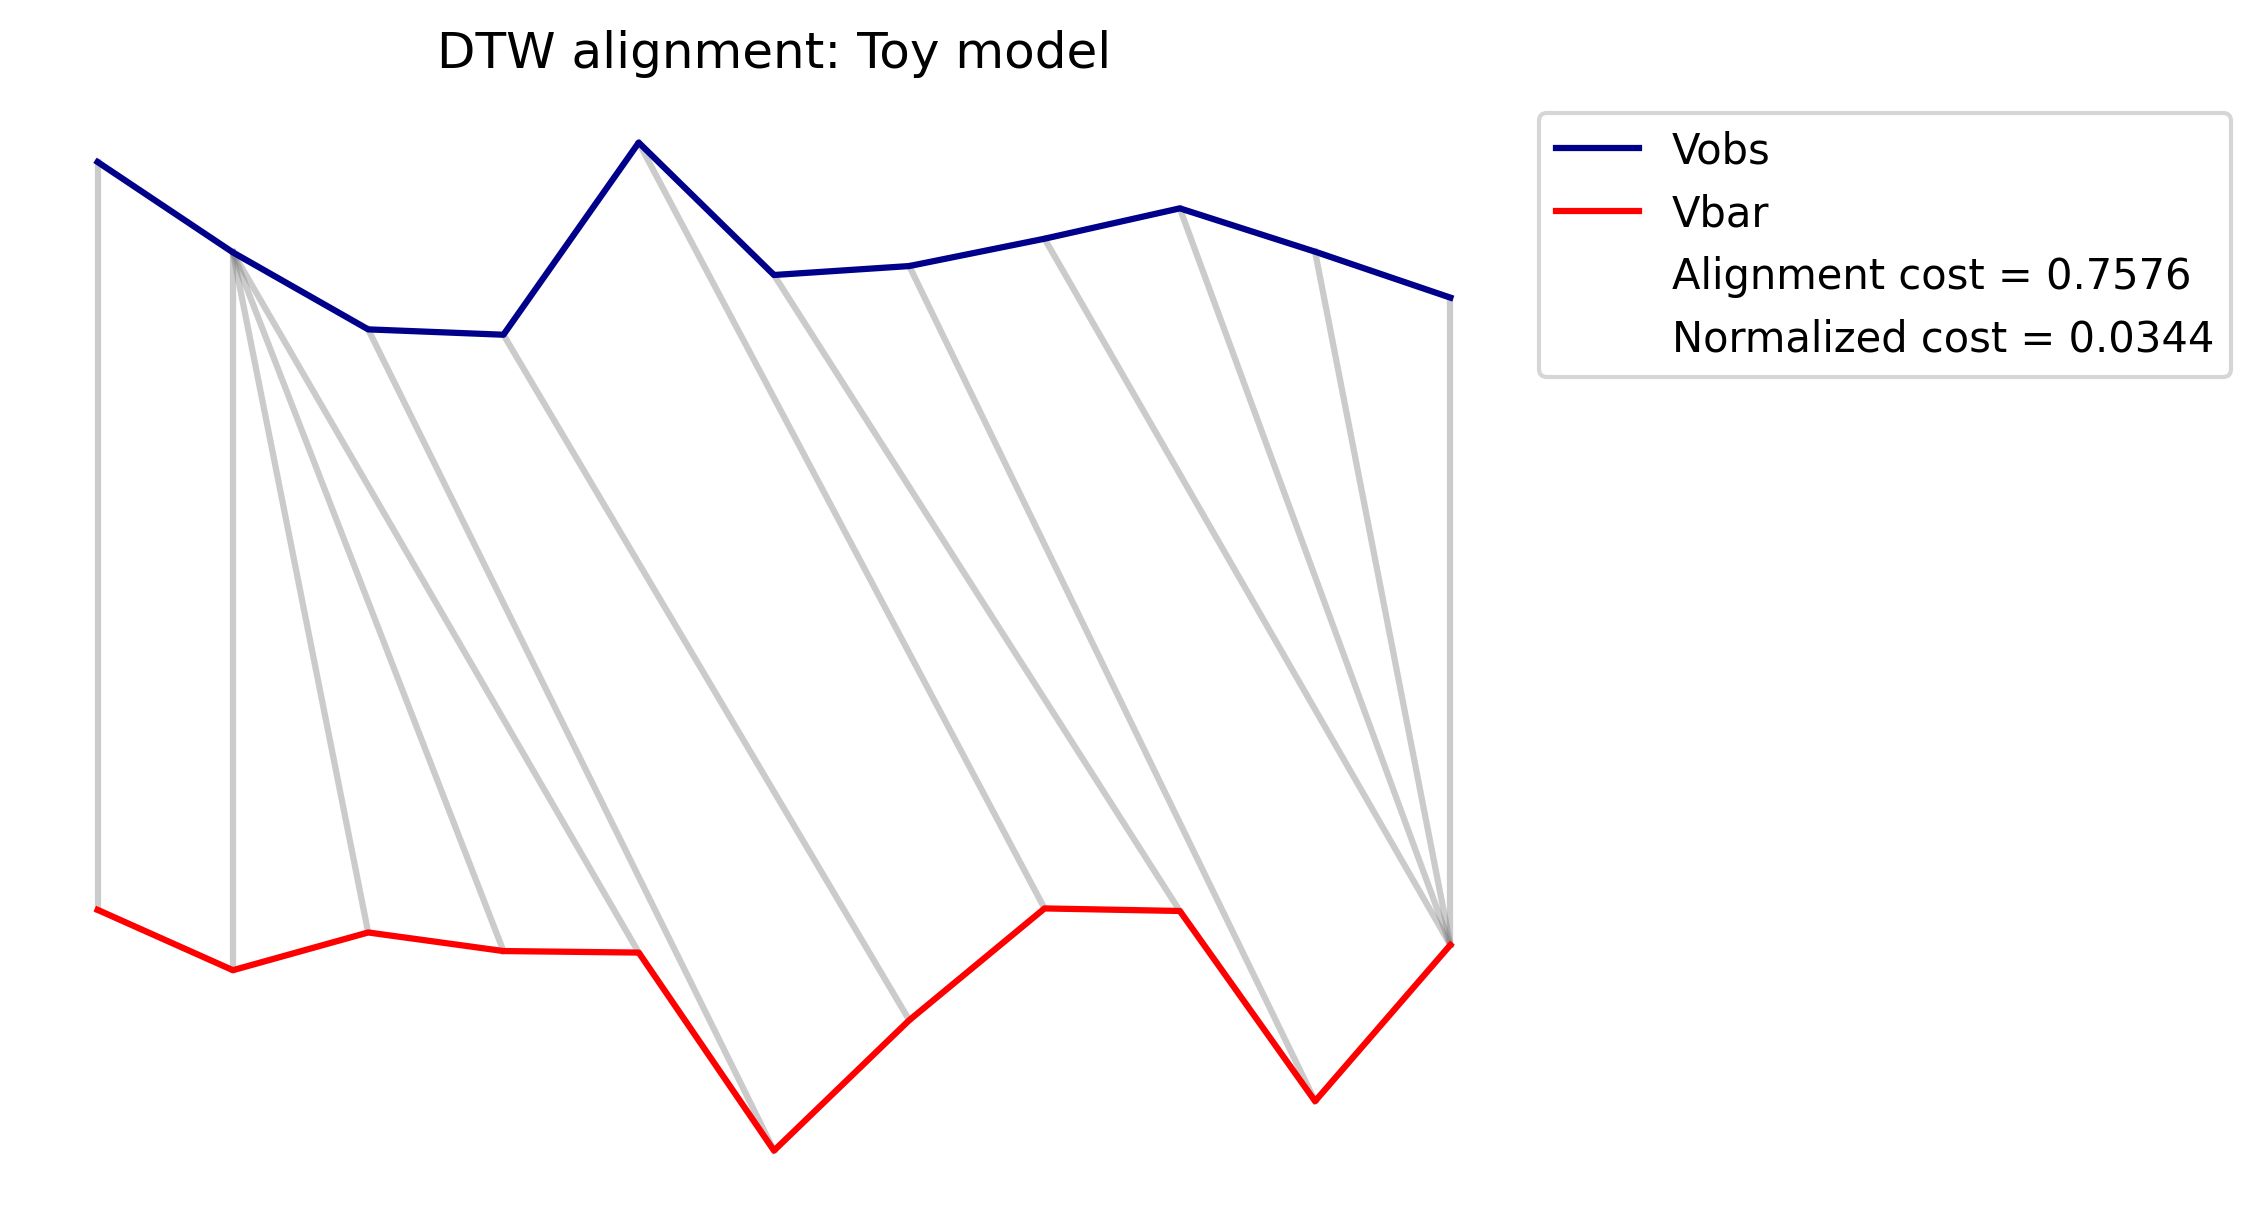 DTW alignment: Toy model
Vobs
Vbar
Alignment cost = 0.7576
Normalized cost = 0.0344